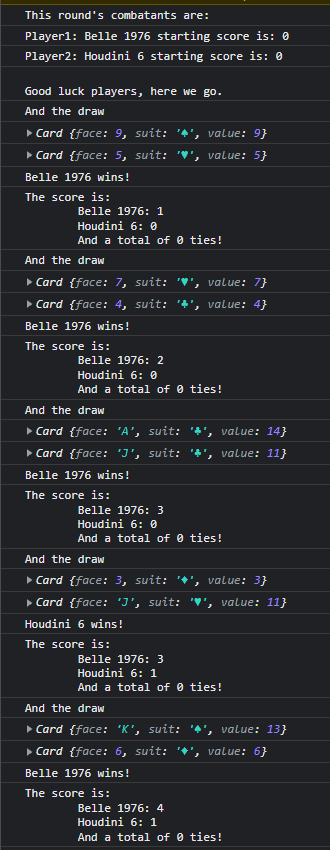 This round's combatants are:
Player1: Belle 1976 starting score is: 0
Player2: Houdini 6 starting score is: 0
Good luck players, here we go.
And the draw
▶ Card {face: 9, suit: '♠', value: 9}
▶ Card {face: 5, suit: '♥', value: 5}
Belle 1976 wins!
The score is:
Belle 1976: 1
Houdini 6: 0
And a total of 0 ties!
And the draw
▶ Card {face: 7, suit: '♥', value: 7}
▶ Card {face: 4, suit: '♣', value: 4}
Belle 1976 wins!
The score is:
Belle 1976: 2
Houdini 6: 0
And a total of 0 ties!
And the draw
▶ Card {face: 'A', suit: '♣', value: 14}
▶ Card {face: 'J', suit: '♣', value: 11}
Belle 1976 wins!
The score is:
Belle 1976: 3
Houdini 6: 0
And a total of 0 ties!
And the draw
▶ Card {face: 3, suit: '♦', value: 3}
▶ Card {face: 'J', suit: '♥', value: 11}
Houdini 6 wins!
The score is:
Belle 1976: 3
Houdini 6: 1
And a total of 0 ties!
And the draw
▶ Card {face: 'K', suit: '♠', value: 13}
▶ Card {face: 6, suit: '♦', value: 6}
Belle 1976 wins!
The score is:
Belle 1976: 4
Houdini 6: 1
And a total of 0 ties!